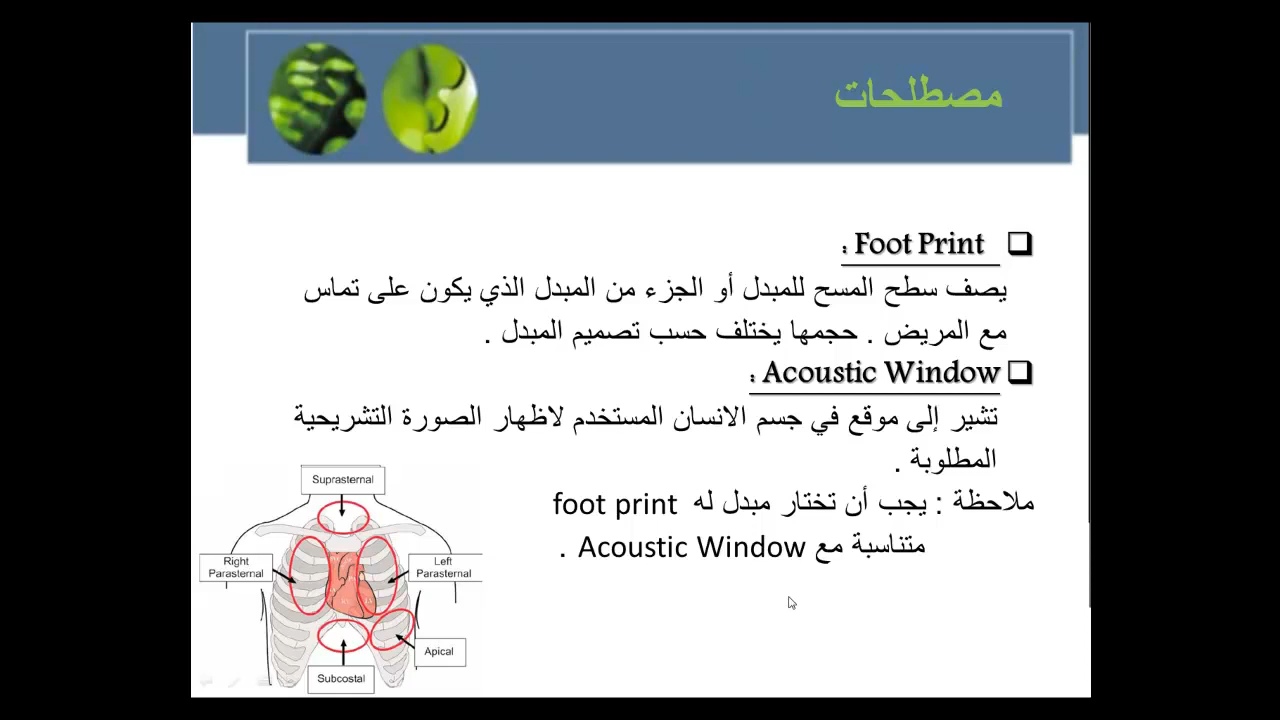 مصطلحات
Foot Print :
يصف سطح المسح للمبدل أو الجزء من المبدل الذي يكون على تماس
مع المريض . حجمها يختلف حسب تصميم المبدل .
Acoustic Window :
تشير إلى موقع في جسم الانسان المستخدم لاظهار الصورة التشريحية
المطلوبة .
ملاحظة : يجب أن تختار مبدل له foot print
متناسبة مع Acoustic Window .
Suprasternal
Right
Parasternal
Left
Parasternal
Apical
Subcostal